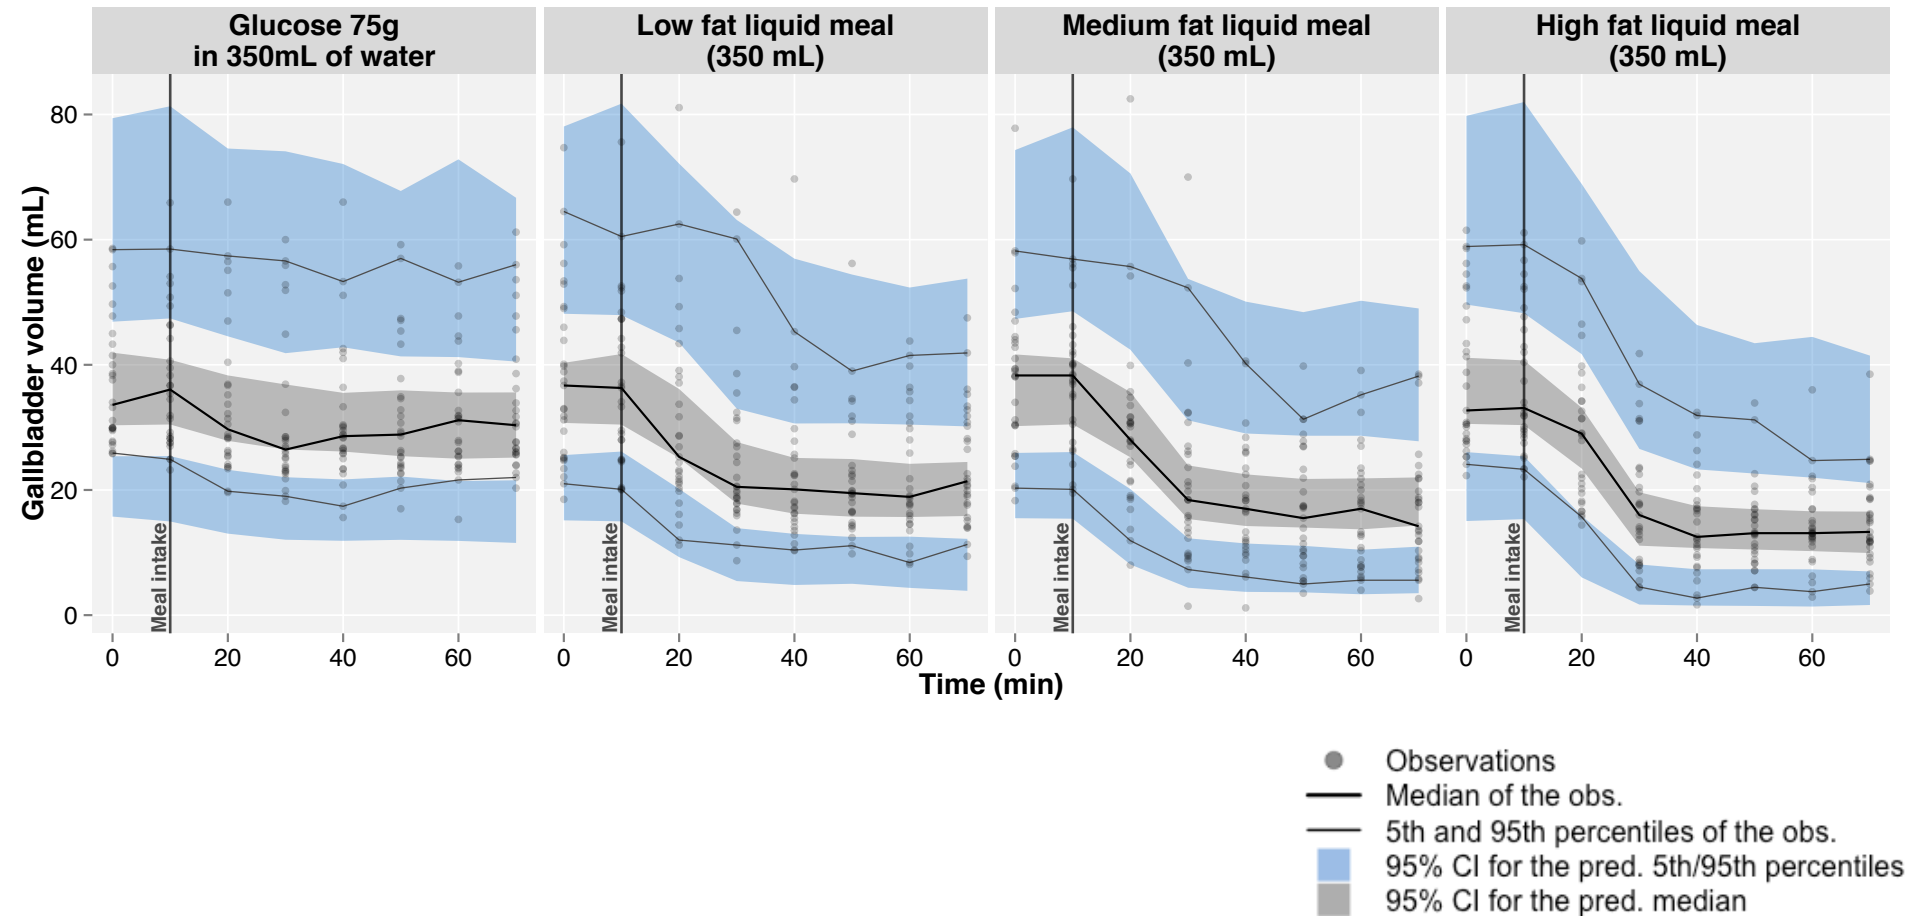 Glucose 75g
in 350mL of water
Low fat liquid meal
(350 mL)
Medium fat liquid meal
(350 mL)
High fat liquid meal
(350 mL)
Gallbladder volume (mL)
80
60
40
20
0
Meal intake
Meal intake
Meal intake
Meal intake
0 20 40 60
0 20 40 60
0 20 40 60
0 20 40 60
Time (min)
Observations
Median of the obs.
5th and 95th percentiles of the obs.
95% CI for the pred. 5th/95th percentiles
95% CI for the pred. median